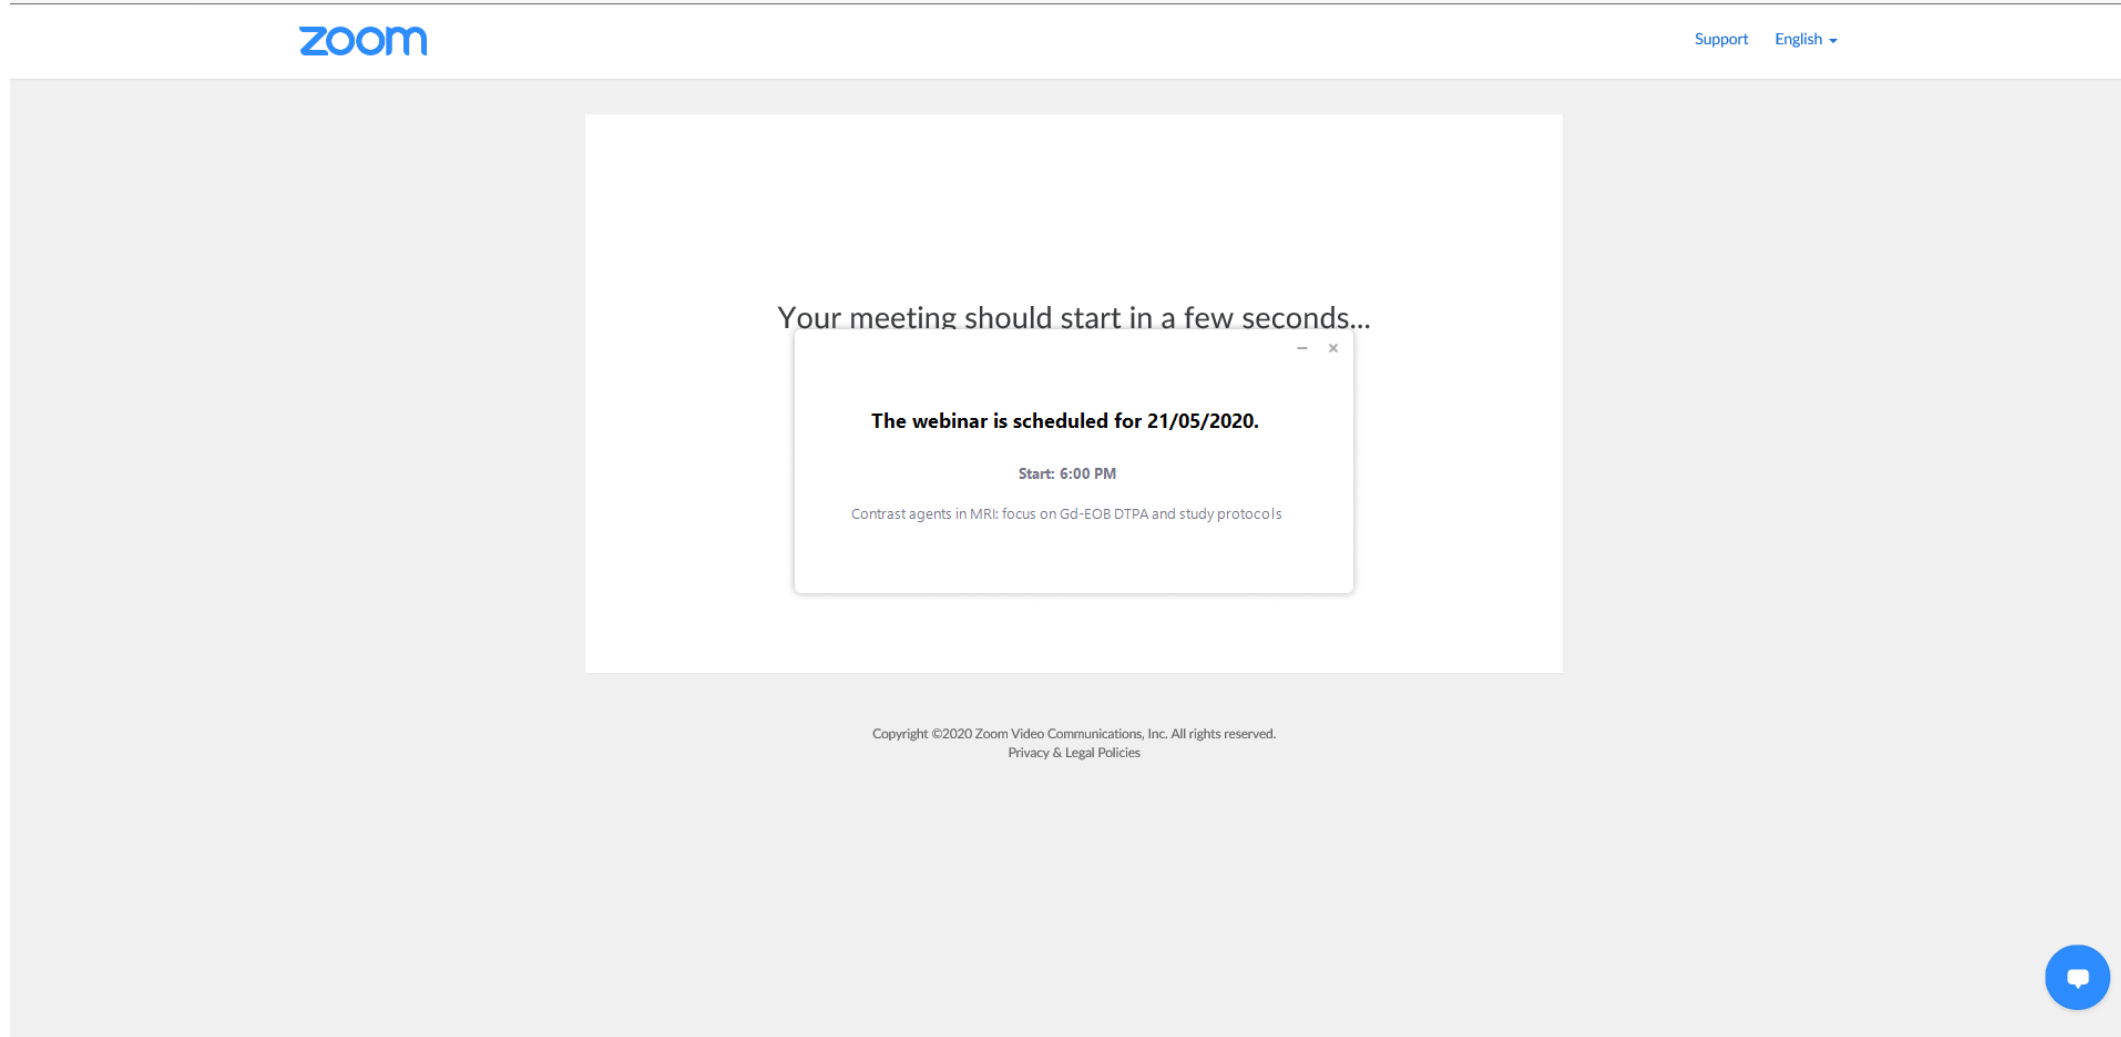 zoom
Support English
Your meeting should start in a few seconds...
The webinar is scheduled for 21/05/2020.
Start: 6:00 PM
Contrast agents in MRI: focus on Gd-EOB DTPA and study protocols
Copyright ©2020 Zoom Video Communications, Inc. All rights reserved.
Privacy & Legal Policies